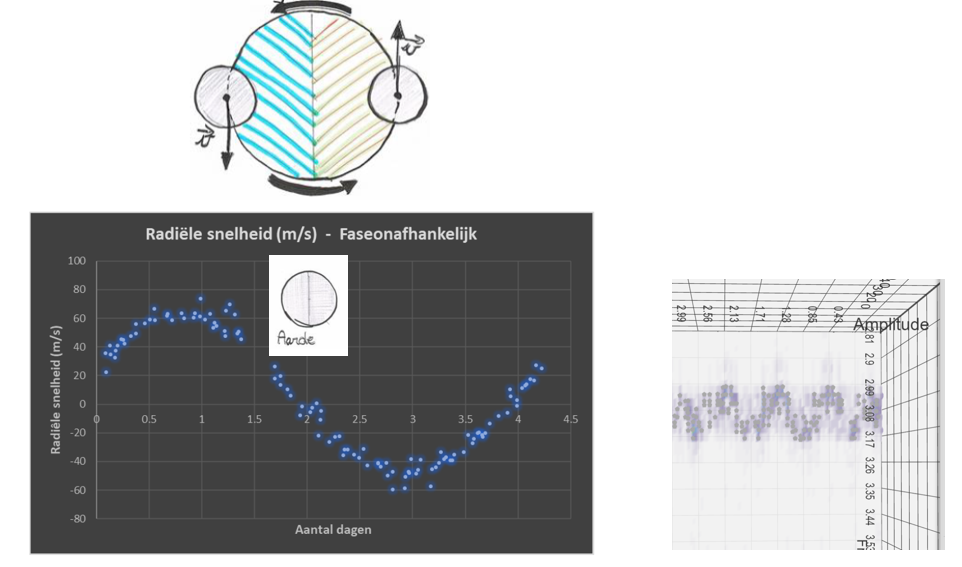 v
v
Radiële snelheid (m/s) - Faseonafhankelijk
100
80
60
40
20
0
-20
-40
-60
-80
Radiële snelheid (m/s)
Aarde
0 0.5 1 1.5 2 2.5 3 3.5 4 4.5
Aantal dagen
2.99 2.56 2.13 1.71 1.28 0.85 0.43
Amplitude
2.9
2.99
3.08
3.17
3.26
3.35
3.44